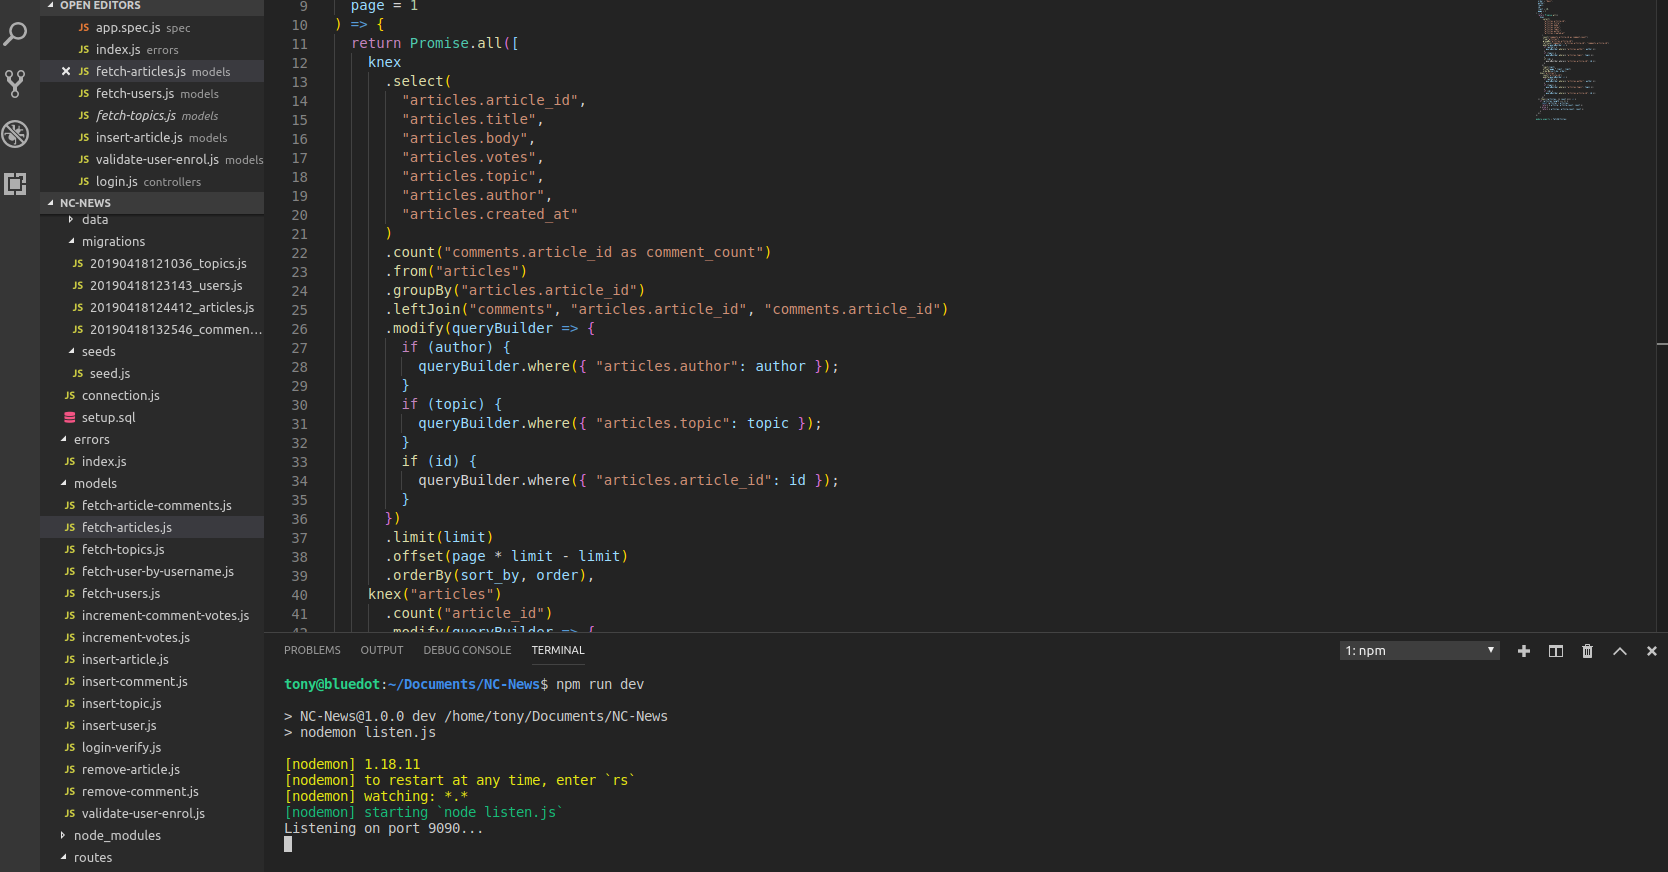 OPEN EDITORS
JS app.spec.js spec
JS index.js errors
JS fetch-articles.js models
JS fetch-users.js models
JS fetch-topics.js models
JS insert-article.js models
JS validate-user-enrol.js models
JS login.js controllers
NC-NEWS
data
migrations
JS 20190418121036_topics.js
JS 20190418123143_users.js
JS 20190418124412_articles.js
JS 20190418132546_commen...
seeds
JS seed.js
JS connection.js
setup.sql
errors
JS index.js
models
JS fetch-article-comments.js
JS fetch-articles.js
JS fetch-topics.js
JS fetch-user-by-username.js
JS fetch-users.js
JS increment-comment-votes.js
JS increment-votes.js
JS insert-article.js
JS insert-comment.js
JS insert-topic.js
JS insert-user.js
JS login-verify.js
JS remove-article.js
JS remove-comment.js
JS validate-user-enrol.js
node_modules
routes
9 page = 1
10 ) => {
11 return Promise.all([
12 knex
13 .select(
14 "articles.article_id",
15 "articles.title",
16 "articles.body",
17 "articles.votes",
18 "articles.topic",
19 "articles.author",
20 "articles.created_at"
21 )
22 .count("comments.article_id as comment_count")
23 .from("articles")
24 .groupBy("articles.article_id")
25 .leftJoin("comments", "articles.article_id", "comments.article_id")
26 .modify(queryBuilder => {
27 if (author) {
28 queryBuilder.where({ "articles.author": author });
29 }
30 if (topic) {
31 queryBuilder.where({ "articles.topic": topic });
32 }
33 if (id) {
34 queryBuilder.where({ "articles.article_id": id });
35 }
36 })
37 .limit(limit)
38 .offset(page * limit - limit)
39 .orderBy(sort_by, order),
40 knex("articles")
41 .count("article_id")
42 .modify(queryBuilder => {
PROBLEMS OUTPUT DEBUG CONSOLE TERMINAL 1: npm
tony@bluedot:~/Documents/NC-News$ npm run dev
> NC-News@1.0.0 dev /home/tony/Documents/NC-News
> nodemon listen.js
[nodemon] 1.18.11
[nodemon] to restart at any time, enter `rs`
[nodemon] watching: *.*
[nodemon] starting `node listen.js`
Listening on port 9090...